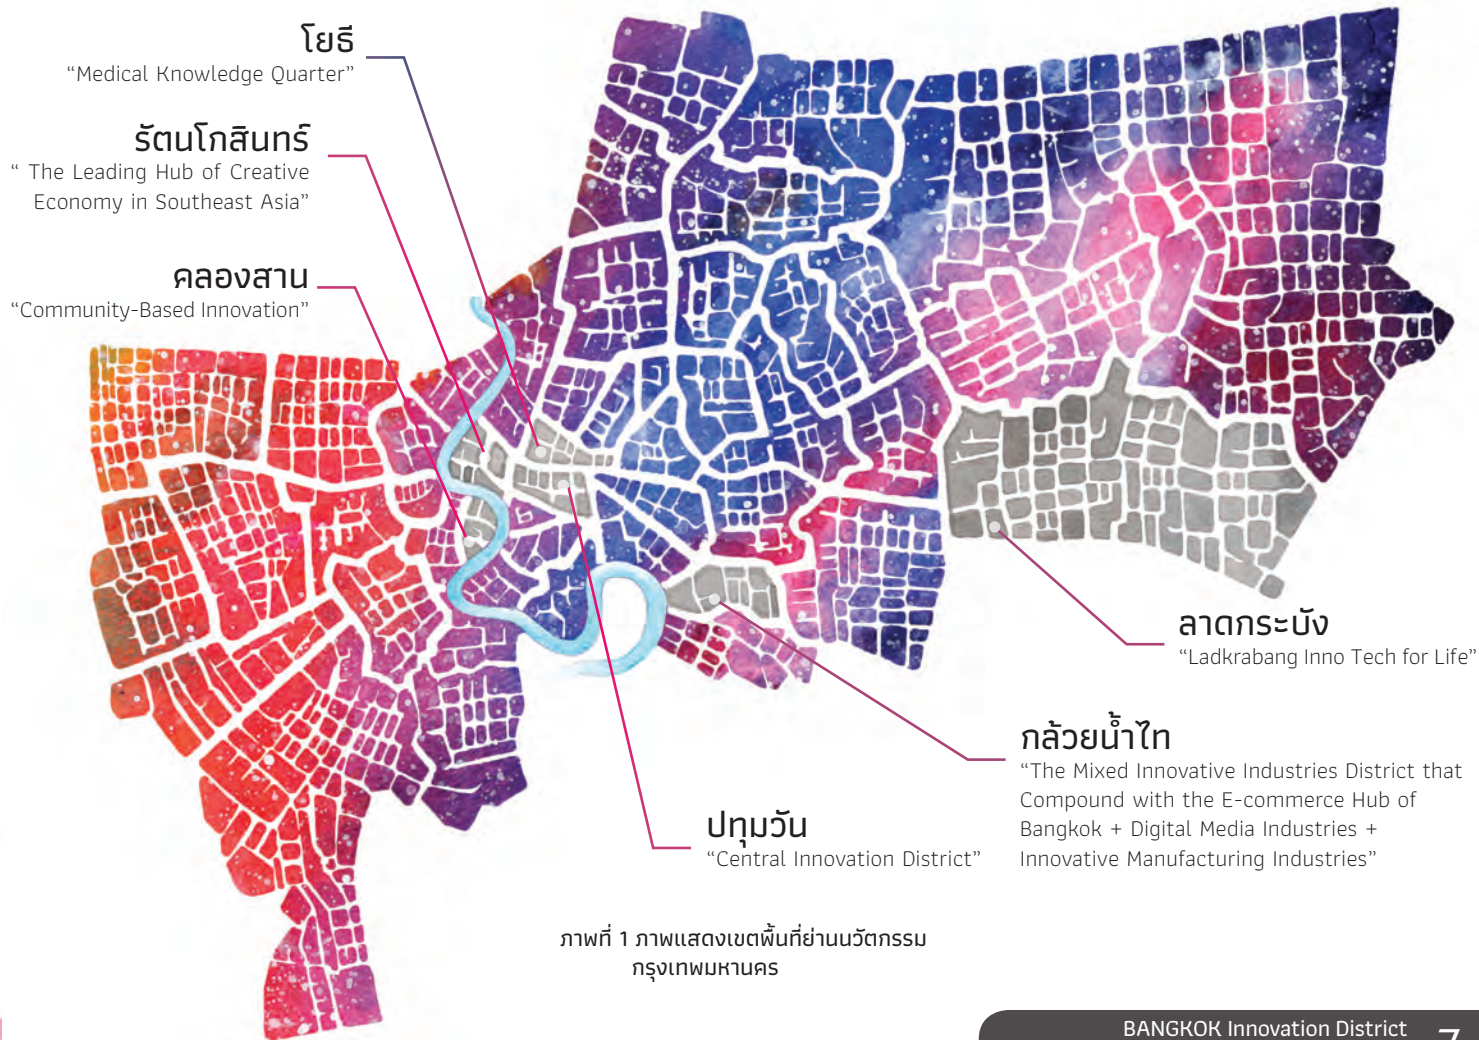 โยธี
“Medical Knowledge Quarter”
รัตนโกสินทร์
“ The Leading Hub of Creative
Economy in Southeast Asia”
คลองสาน
“Community-Based Innovation”
ลาดกระบัง
“Ladkrabang Inno Tech for Life”
กล้วยน้ำไท
“The Mixed Innovative Industries District that
Compound with the E-commerce Hub of
Bangkok + Digital Media Industries +
Innovative Manufacturing Industries”
ปทุมวัน
“Central Innovation District”
ภาพที่ 1 ภาพแสดงเขตพื้นที่ย่านนวัตกรรม
กรุงเทพมหานคร
BANGKOK Innovation District
7